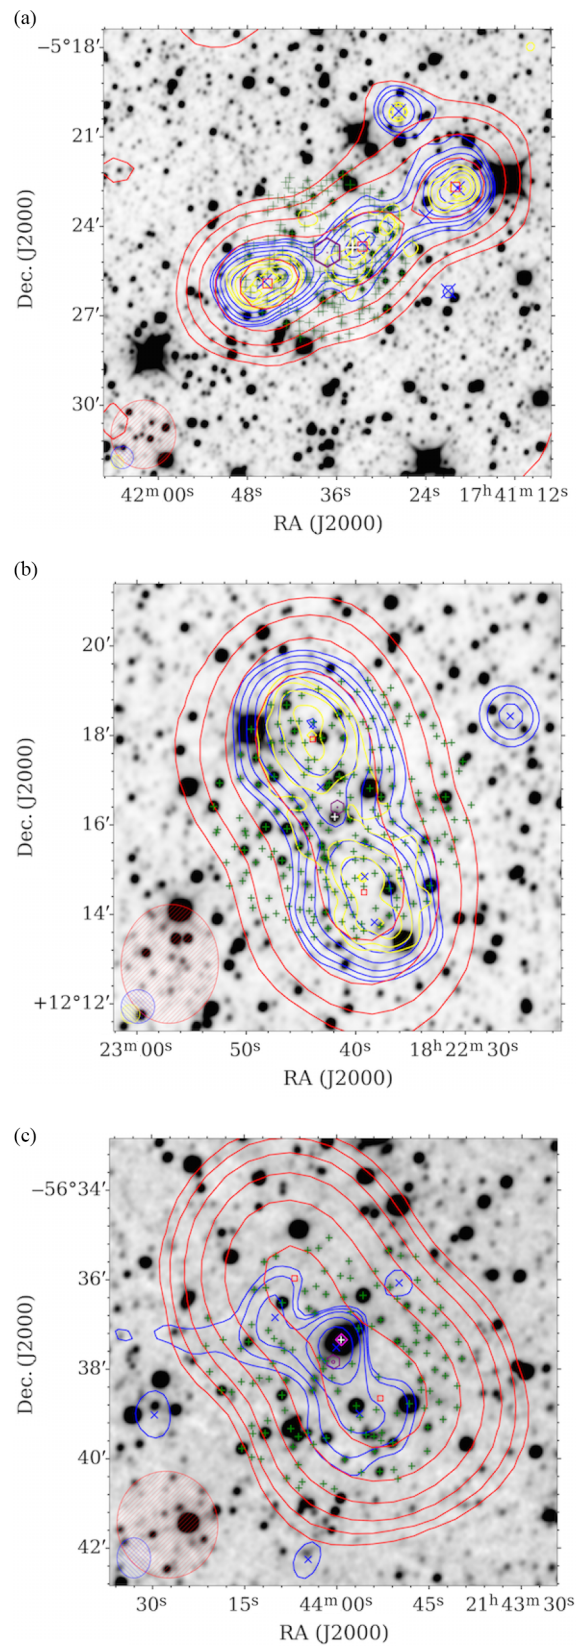 (a)
−5°18′
21′
24′
27′
30′
Dec. (J2000)
42ᵐ00ˢ 48ˢ 36ˢ 24ˢ 17ʰ41ᵐ12ˢ
RA (J2000)
(b)
20′
18′
16′
14′
+12°12′
Dec. (J2000)
23ᵐ00ˢ 50ˢ 40ˢ 18ʰ22ᵐ30ˢ
RA (J2000)
(c)
−56°34′
36′
38′
40′
42′
Dec. (J2000)
30ˢ 15ˢ 44ᵐ00ˢ 45ˢ 21ʰ43ᵐ30ˢ
RA (J2000)